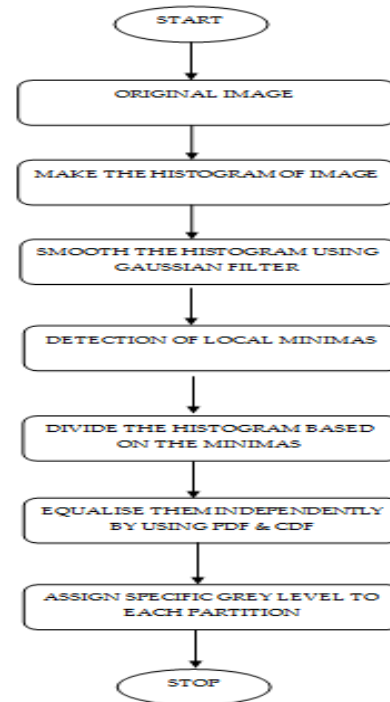 START
ORIGINAL IMAGE
MAKE THE HISTOGRAM OF IMAGE
SMOOTH THE HISTOGRAM USING
GAUSSIAN FILTER
DETECTION OF LOCAL MINIMAS
DIVIDE THE HISTOGRAM BASED
ON THE MINIMAS
EQUALISE THEM INDEPENDENTLY
BY USING PDF & CDF
ASSIGN SPECIFIC GREY LEVEL TO
EACH PARTITION
STOP